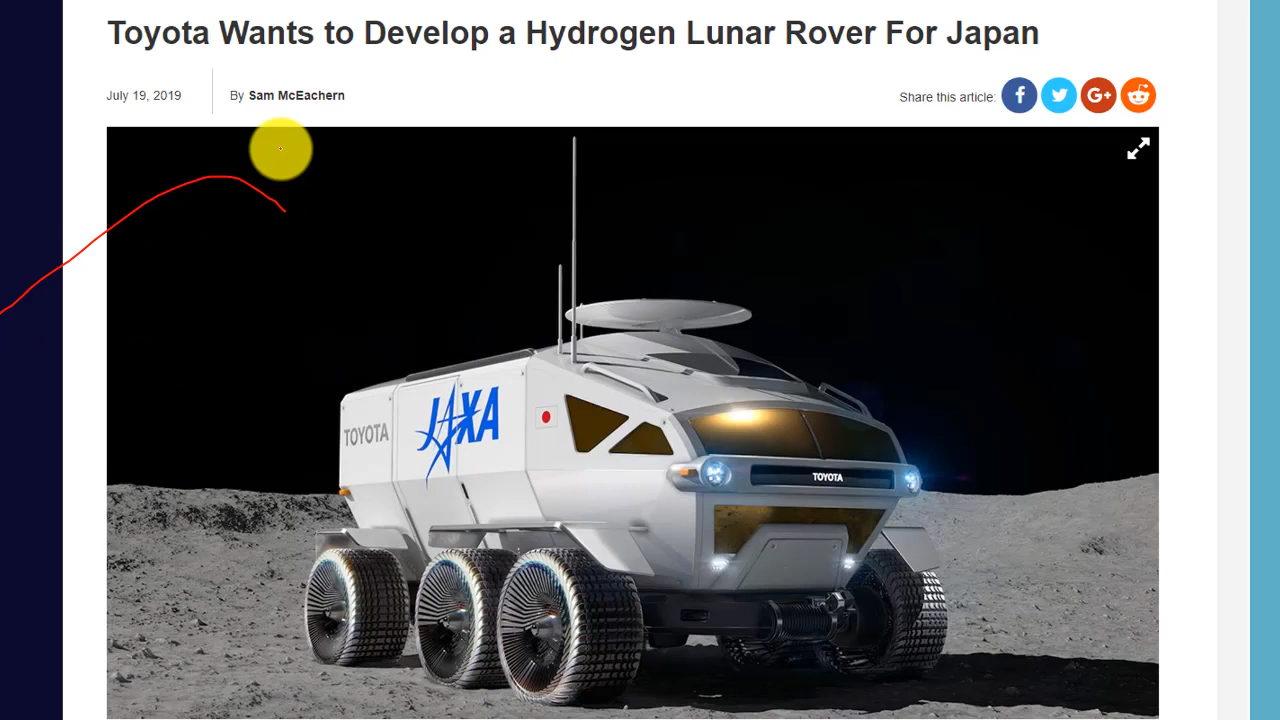 Toyota Wants to Develop a Hydrogen Lunar Rover For Japan
July 19, 2019
By Sam McEachern
Share this article:
TOYOTA
JAXA
TOYOTA